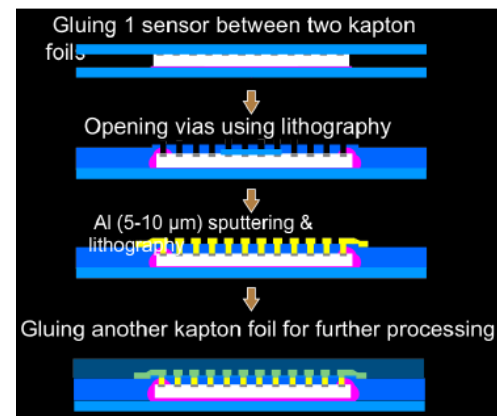 Gluing 1 sensor between two kapton
foils
Opening vias using lithography
Al (5-10 µm) sputtering &
lithography
Gluing another kapton foil for further processing